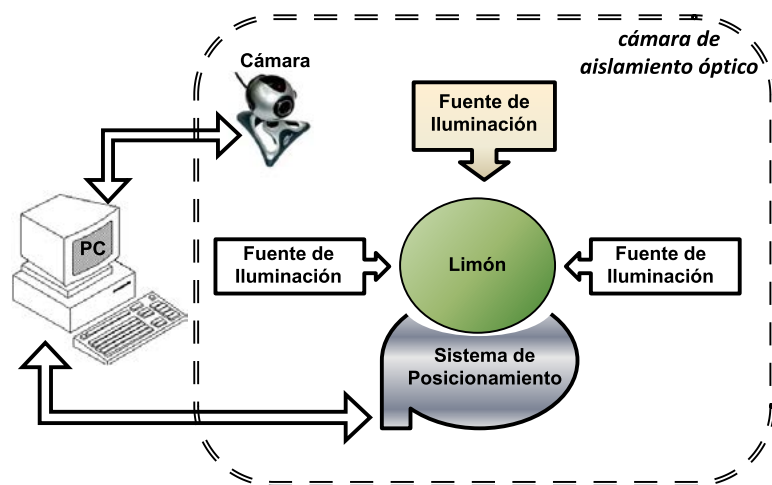 cámara de
aislamiento óptico
Cámara
Fuente de
Iluminación
PC
Fuente de
Iluminación
Limón
Fuente de
Iluminación
Sistema de
Posicionamiento